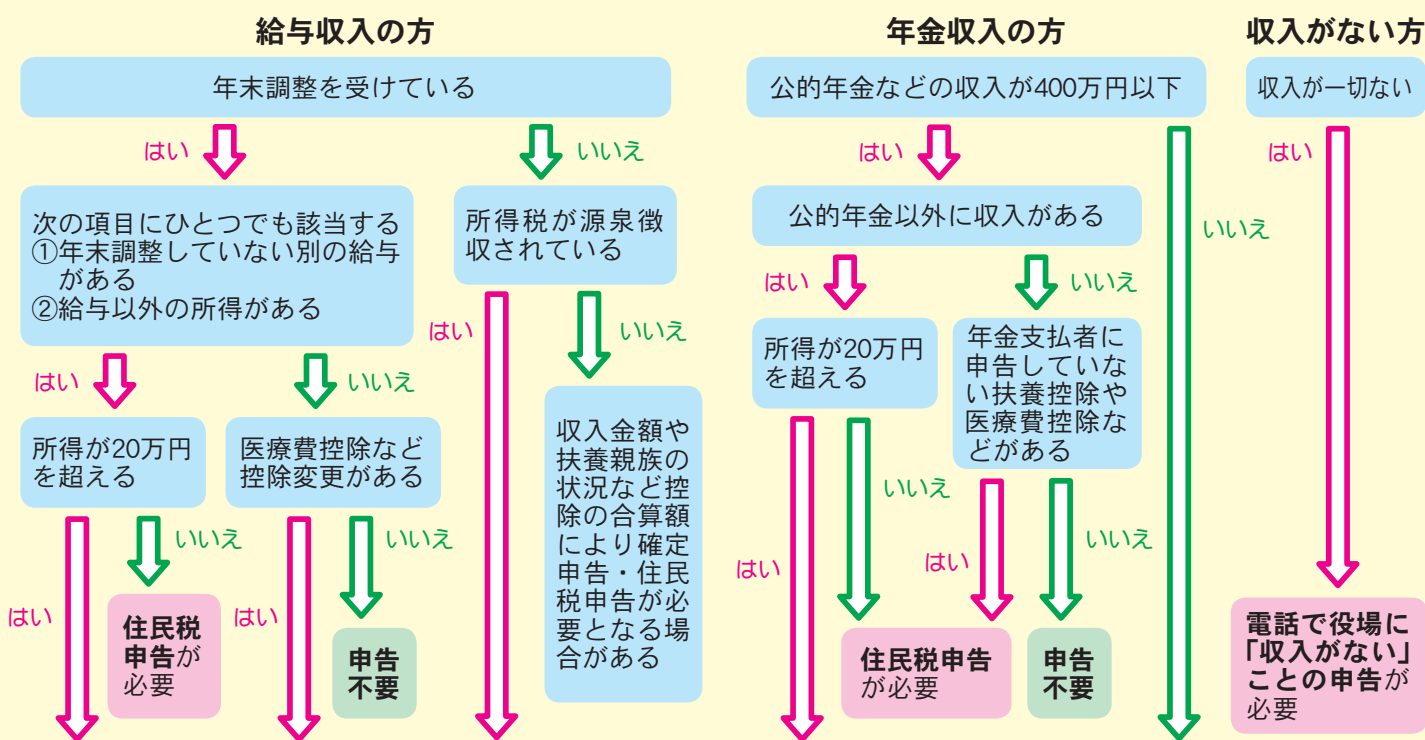 給与収入の方
年末調整を受けている
はい
いいえ
次の項目にひとつでも該当する
①年末調整していない別の給与
がある
②給与以外の所得がある
所得税が源泉徴
収されている
はい
いいえ
はい
いいえ
所得が20万円
を超える
医療費控除など
控除変更がある
収入金額や
扶養親族の
状況など控
除の合算額
により確定
申告・住民
税申告が必
要となる場
合がある
はい
いいえ
はい
いいえ
住民税
申告が
必要
申告
不要
年金収入の方
公的年金などの収入が400万円以下
はい
いいえ
公的年金以外に収入がある
はい
いいえ
所得が20万円
を超える
年金支払者に
申告していな
い扶養控除や
医療費控除な
どがある
はい
いいえ
はい
いいえ
住民税申告
が必要
申告
不要
収入がない方
収入が一切ない
はい
電話で役場に
「収入がない」
ことの申告が
必要